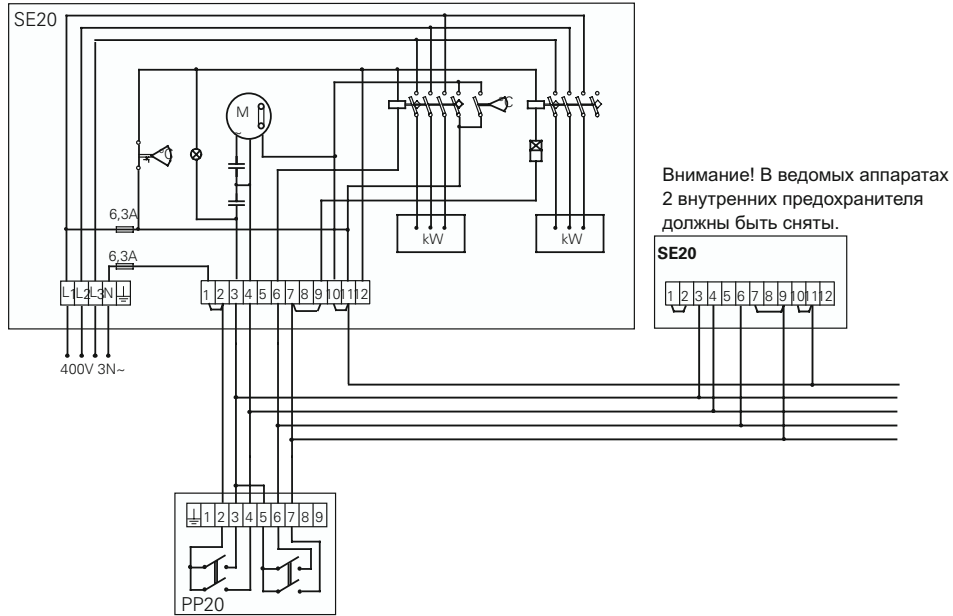 SE20
M
~
°C
°C
6,3A
6,3A
kW
kW
L1 L2 L3 N
1 2 3 4 5 6 7 8 9 10 11 12
400V 3N~
Внимание! В ведомых аппаратах
2 внутренних предохранителя
должны быть сняты.
SE20
1 2 3 4 5 6 7 8 9 10 11 12
1 2 3 4 5 6 7 8 9
PP20